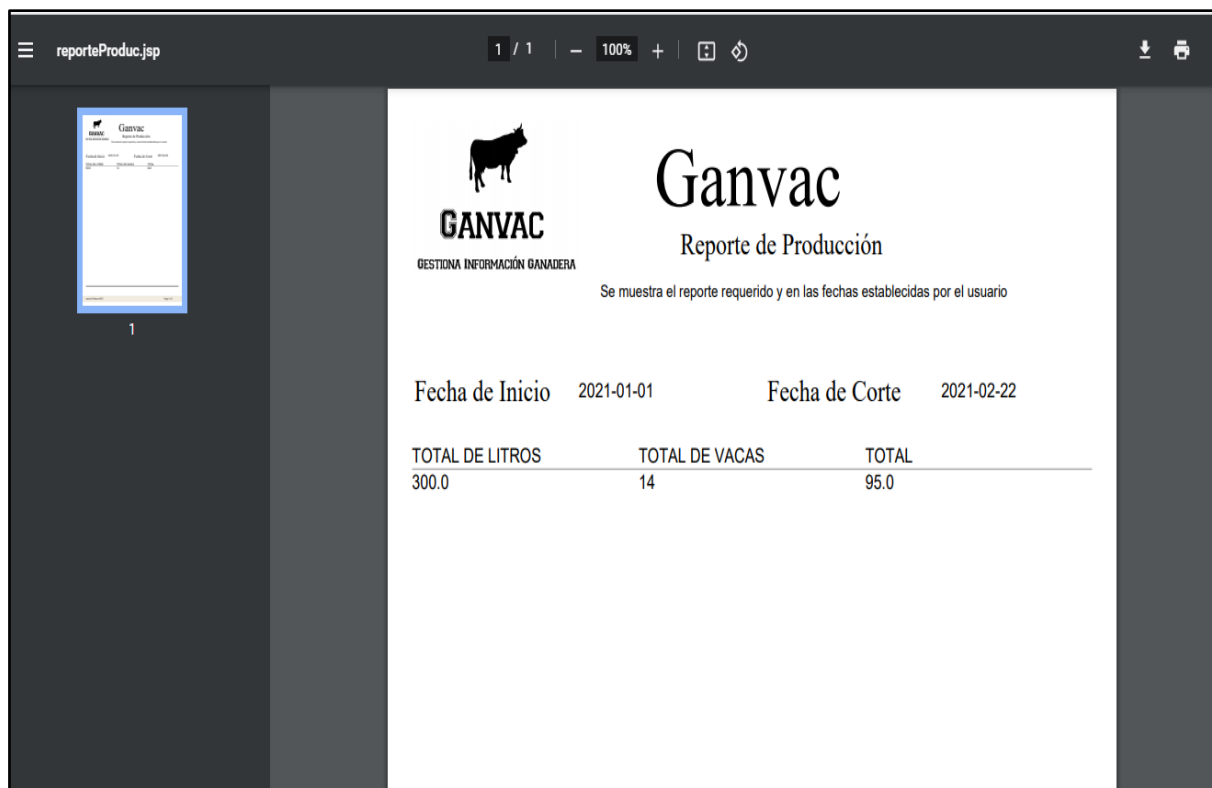 reporteProduc.jsp
1 / 1
100%
GANVAC
GESTIONA INFORMACIÓN GANADERA
Ganvac
Reporte de Producción
Se muestra el reporte requerido y en las fechas establecidas por el usuario
Fecha de Inicio 2021-01-01 Fecha de Corte 2021-02-22
TOTAL DE LITROS TOTAL DE VACAS TOTAL
300.0 14 95.0
1